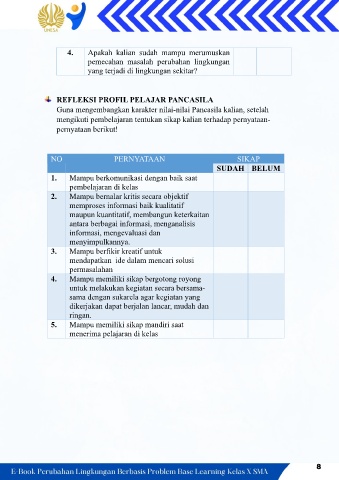 UNESA
4. Apakah kalian sudah mampu merumuskan
pemecahan masalah perubahan lingkungan
yang terjadi di lingkungan sekitar?
REFLEKSI PROFIL PELAJAR PANCASILA
Guna mengembangkan karakter nilai-nilai Pancasila kalian, setelah
mengikuti pembelajaran tentukan sikap kalian terhadap pernyataan-
pernyataan berikut!
NO PERNYATAAN SIKAP
SUDAH BELUM
1. Mampu berkomunikasi dengan baik saat
pembelajaran di kelas
2. Mampu bernalar kritis secara objektif
memproses informasi baik kualitatif
maupun kuantitatif, membangun keterkaitan
antara berbagai informasi, menganalisis
informasi, mengevaluasi dan
menyimpulkannya.
3. Mampu berfikir kreatif untuk
mendapatkan ide dalam mencari solusi
permasalahan
4. Mampu memiliki sikap bergotong royong
untuk melakukan kegiatan secara bersama-
sama dengan sukarela agar kegiatan yang
dikerjakan dapat berjalan lancar, mudah dan
ringan.
5. Mampu memiliki sikap mandiri saat
menerima pelajaran di kelas
E-Book Perubahan Lingkungan Berbasis Problem Base Learning Kelas X SMA
8